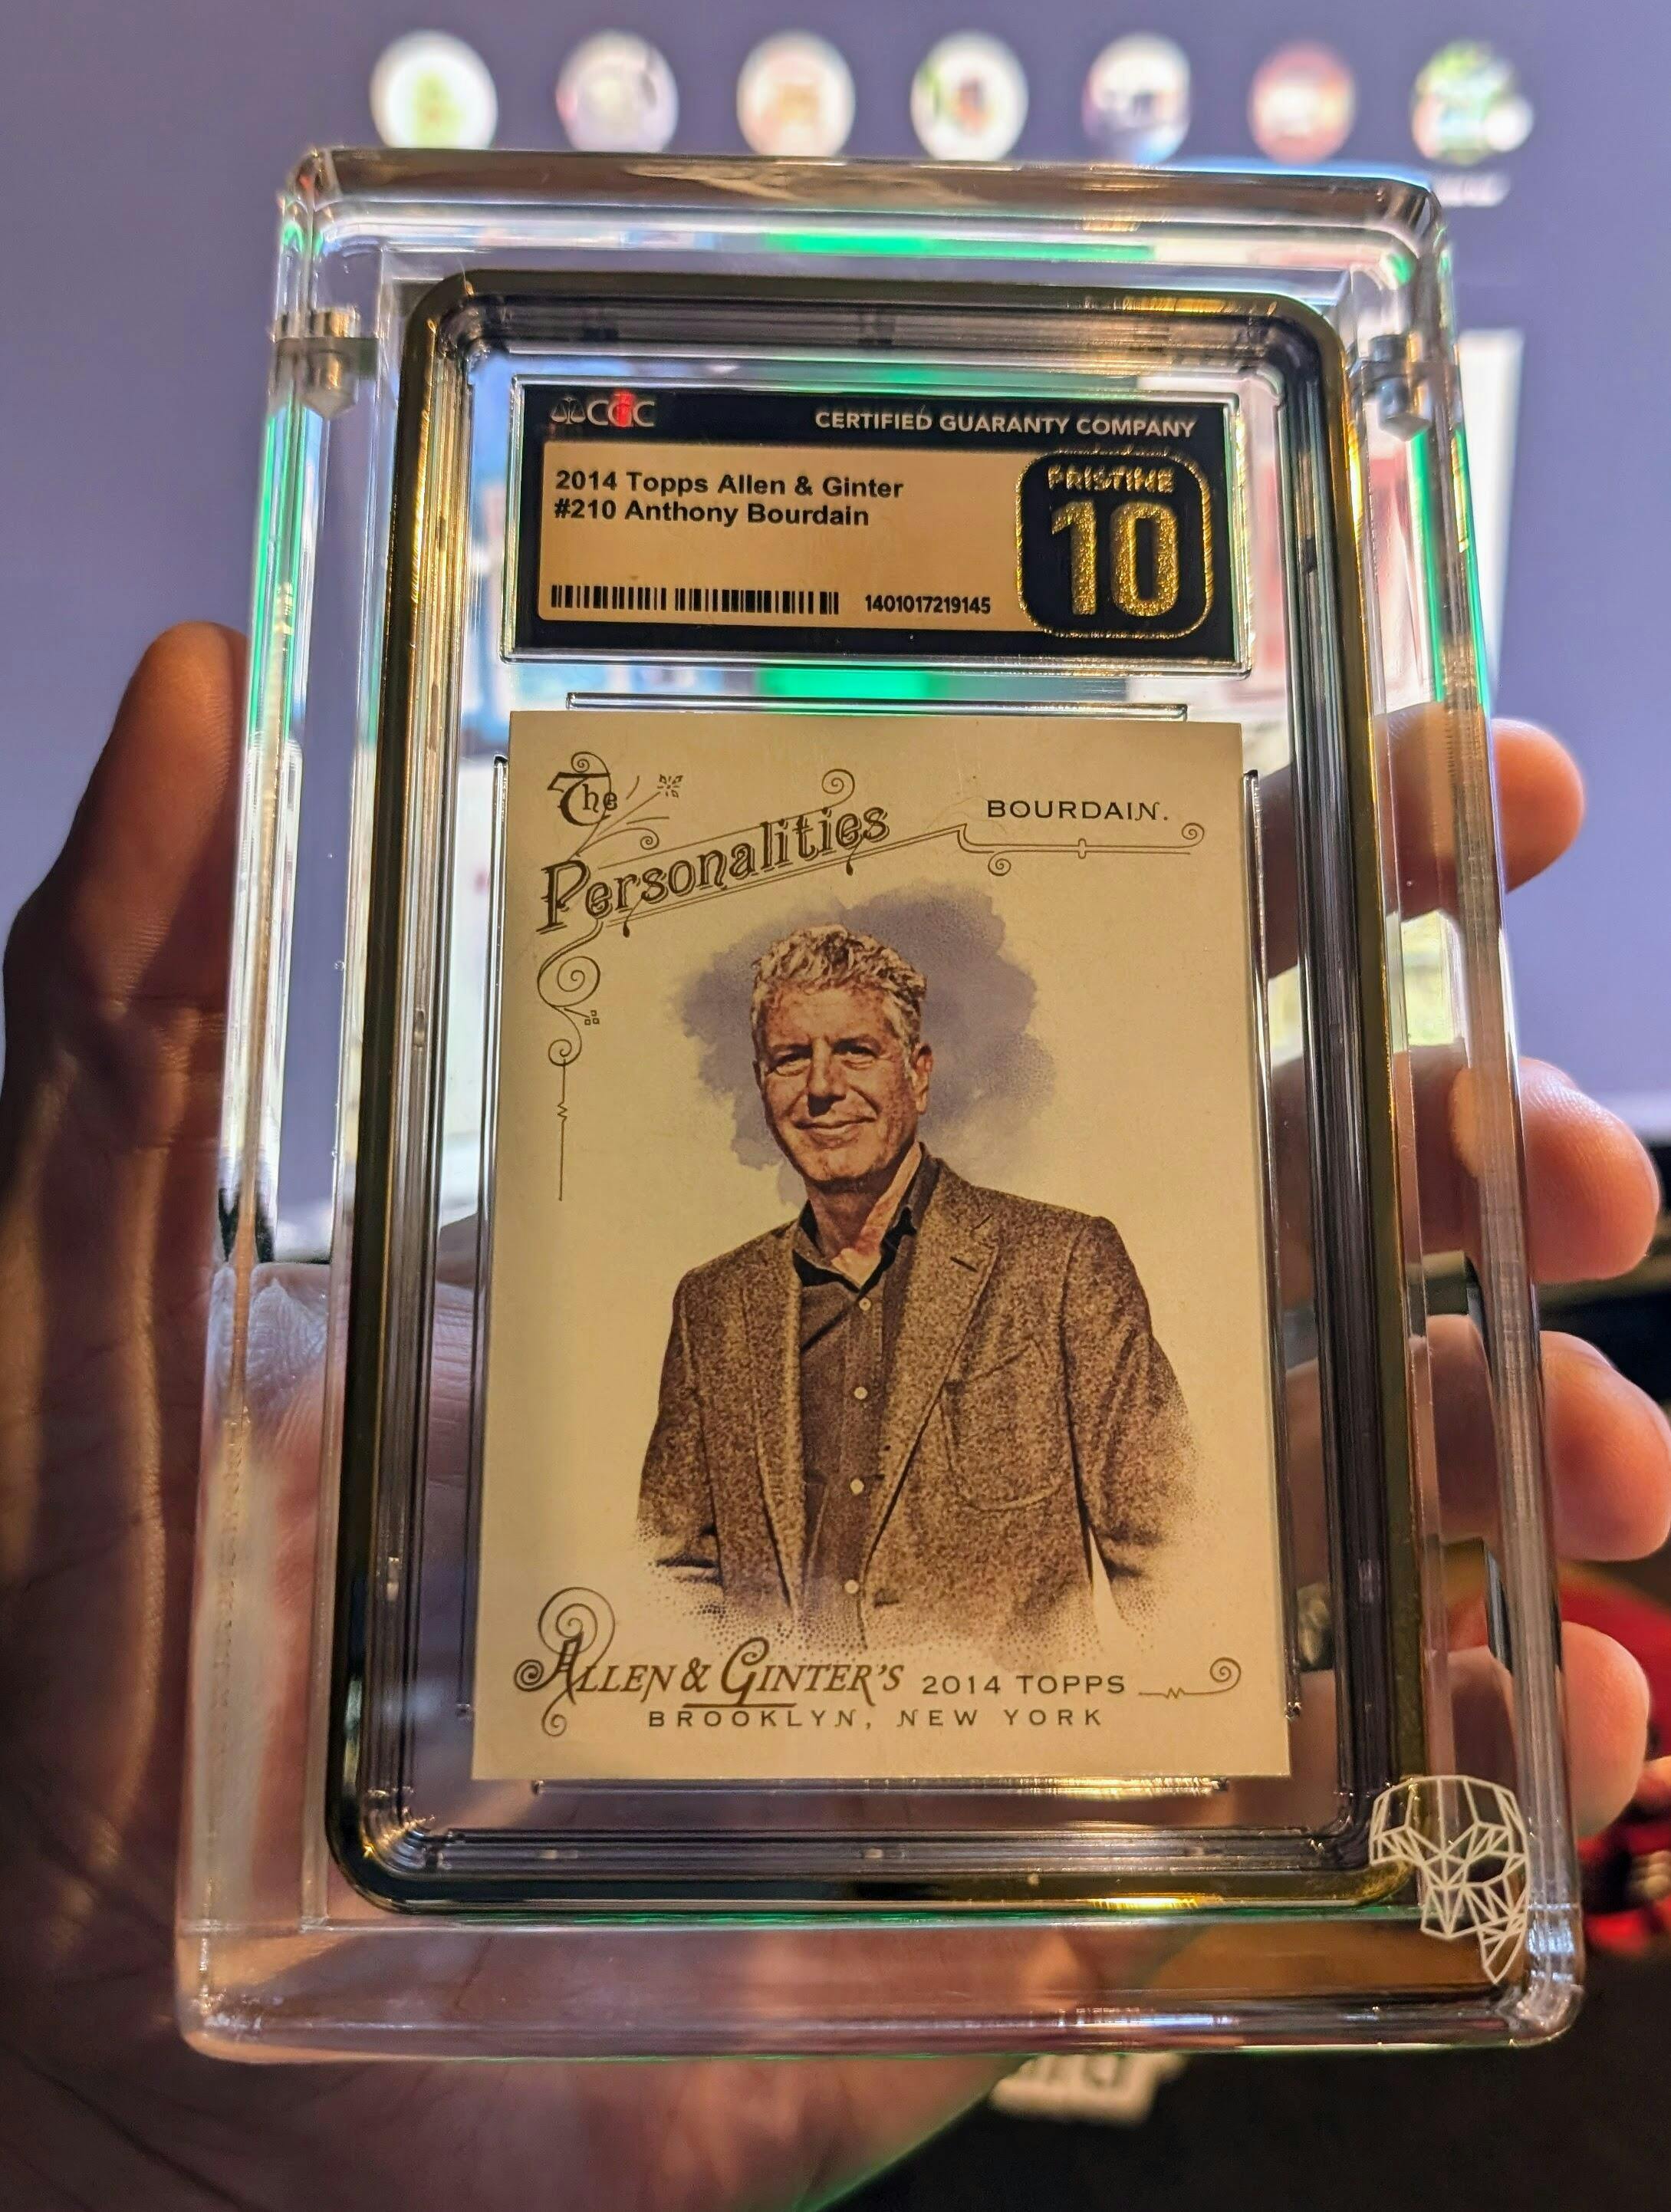 CGC
CERTIFIED GUARANTY COMPANY
2014 Topps Allen & Ginter
#210 Anthony Bourdain
PRISTINE
10
1401017219145
The
Personalities
BOURDAIN.
ALLEN & GINTER'S 2014 TOPPS
BROOKLYN, NEW YORK